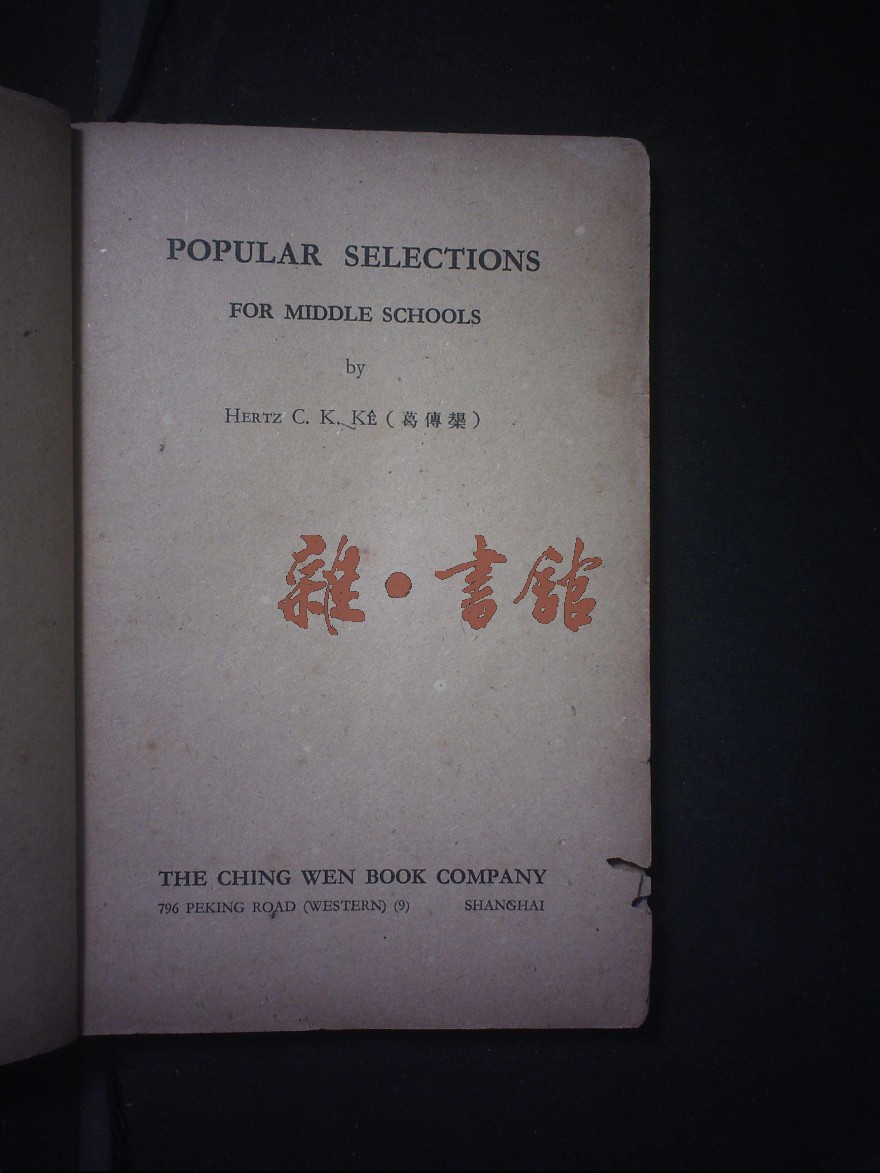 POPULAR SELECTIONS
FOR MIDDLE SCHOOLS
by
HERTZ C. K. KÊ (葛傳槼)
雜·書館
THE CHING WEN BOOK COMPANY
796 PEKING ROAD (WESTERN) (9) SHANGHAI